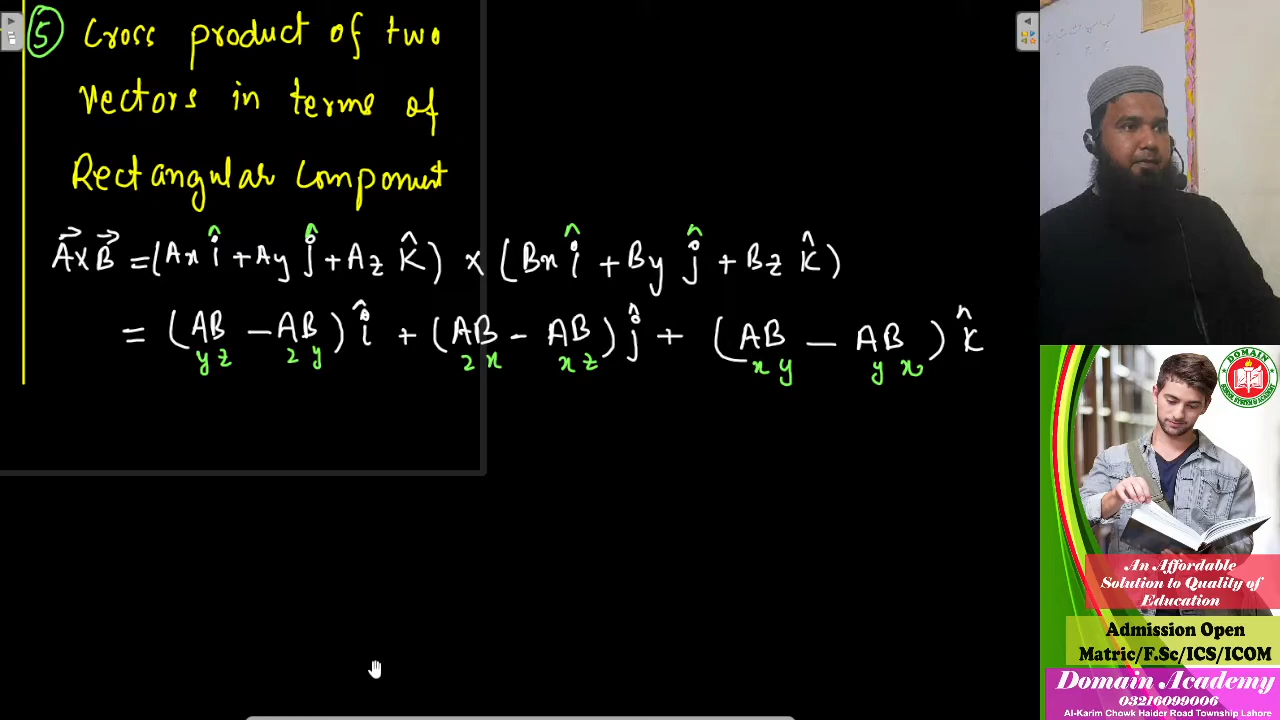 5 Cross product of two
vectors in terms of
Rectangular component
A⃗ x B⃗ = (Ax î + Ay ĵ + Az K̂) x (Bx î + By ĵ + Bz K̂)
= (AyBz - AzBy) î + (AzBx - AxBz) ĵ + (AxBy - AyBx) K̂
DOMAIN
An Affordable
Solution to Quality of
Education
Admission Open
Matric/F.Sc/ICS/ICOM
Domain Academy
03216099006
Al-Karim Chowk Haider Road Township Lahore